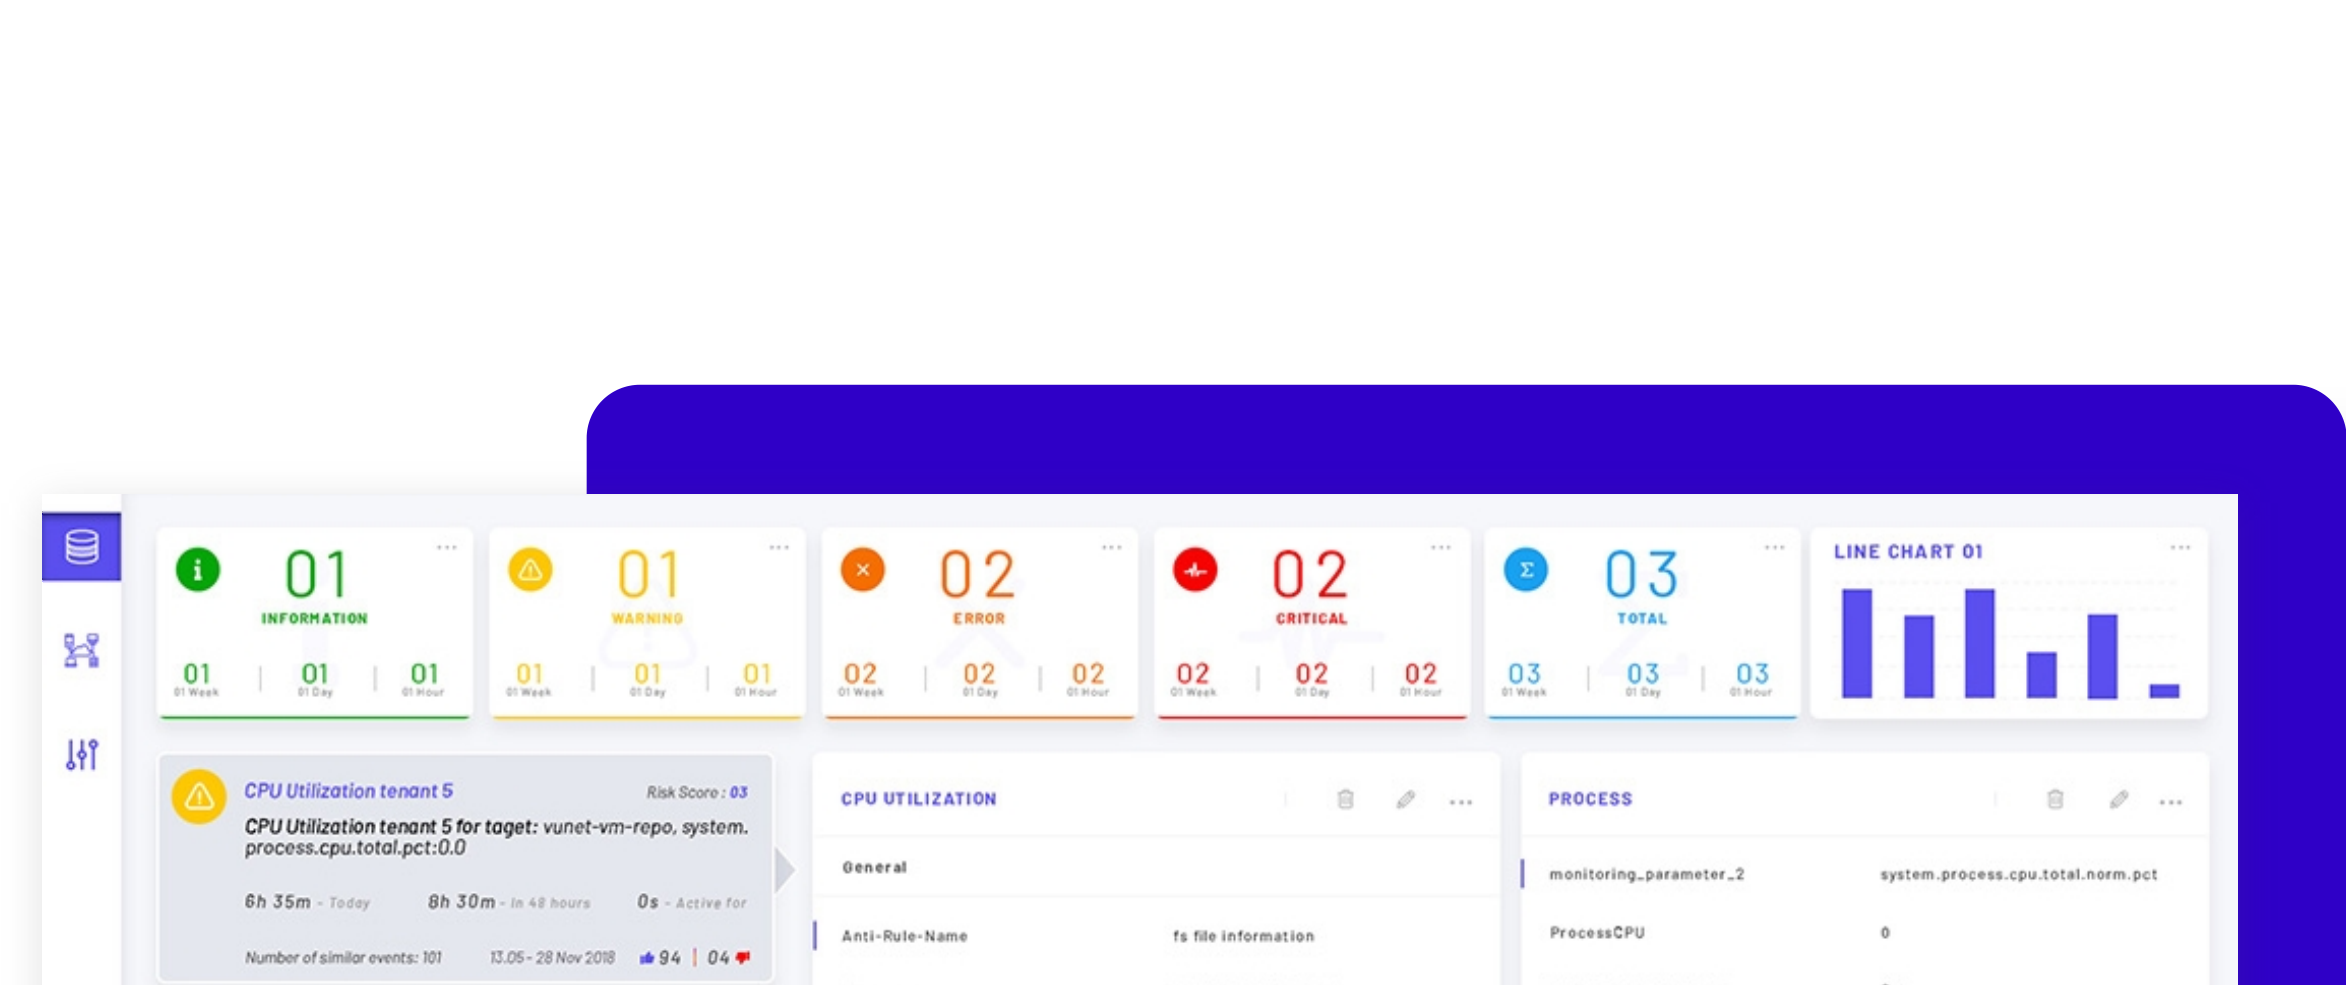 01
INFORMATION
01 01 01
01 Week 01 Day 01 Hour
01
WARNING
01 01 01
01 Week 01 Day 01 Hour
02
ERROR
02 02 02
01 Week 01 Day 01 Hour
02
CRITICAL
02 02 02
01 Week 01 Day 01 Hour
03
TOTAL
03 03 03
01 Week 01 Day 01 Hour
LINE CHART 01
CPU Utilization tenant 5 Risk Score : 03
CPU Utilization tenant 5 for taget: vunet-vm-repo, system.
process.cpu.total.pct:0.0
6h 35m - Today 8h 30m - In 48 hours 0s - Active for
Number of similar events: 101 13.05 - 28 Nov 2018 94 | 04
CPU UTILIZATION
General
Anti-Rule-Name fs file information
PROCESS
monitoring_parameter_2 system.process.cpu.total.norm.pct
ProcessCPU 0